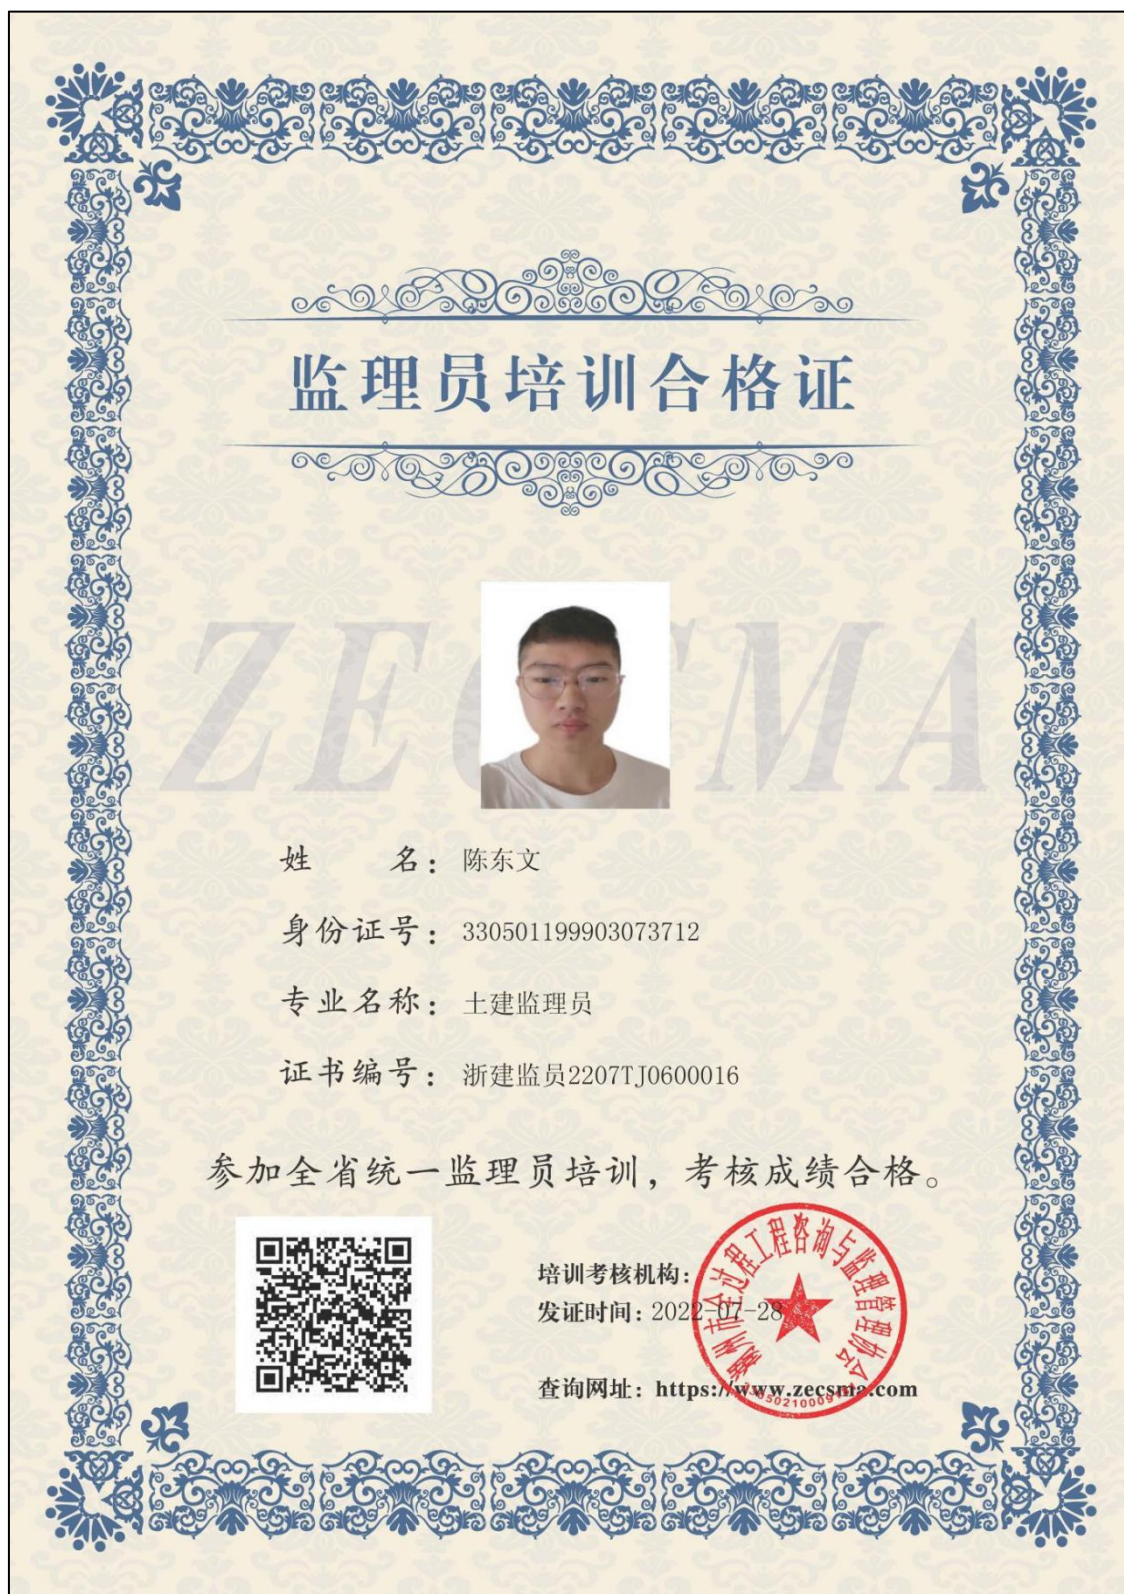 监理员培训合格证
ZECSMA
姓 名：陈东文
身份证号：330501199903073712
专业名称：土建监理员
证书编号：浙建监员2207TJ0600016
参加全省统一监理员培训，考核成绩合格。
培训考核机构：
发证时间：2022-07-28
查询网址：https://www.zecsma.com
州市全过程工程咨询与监理管理协会